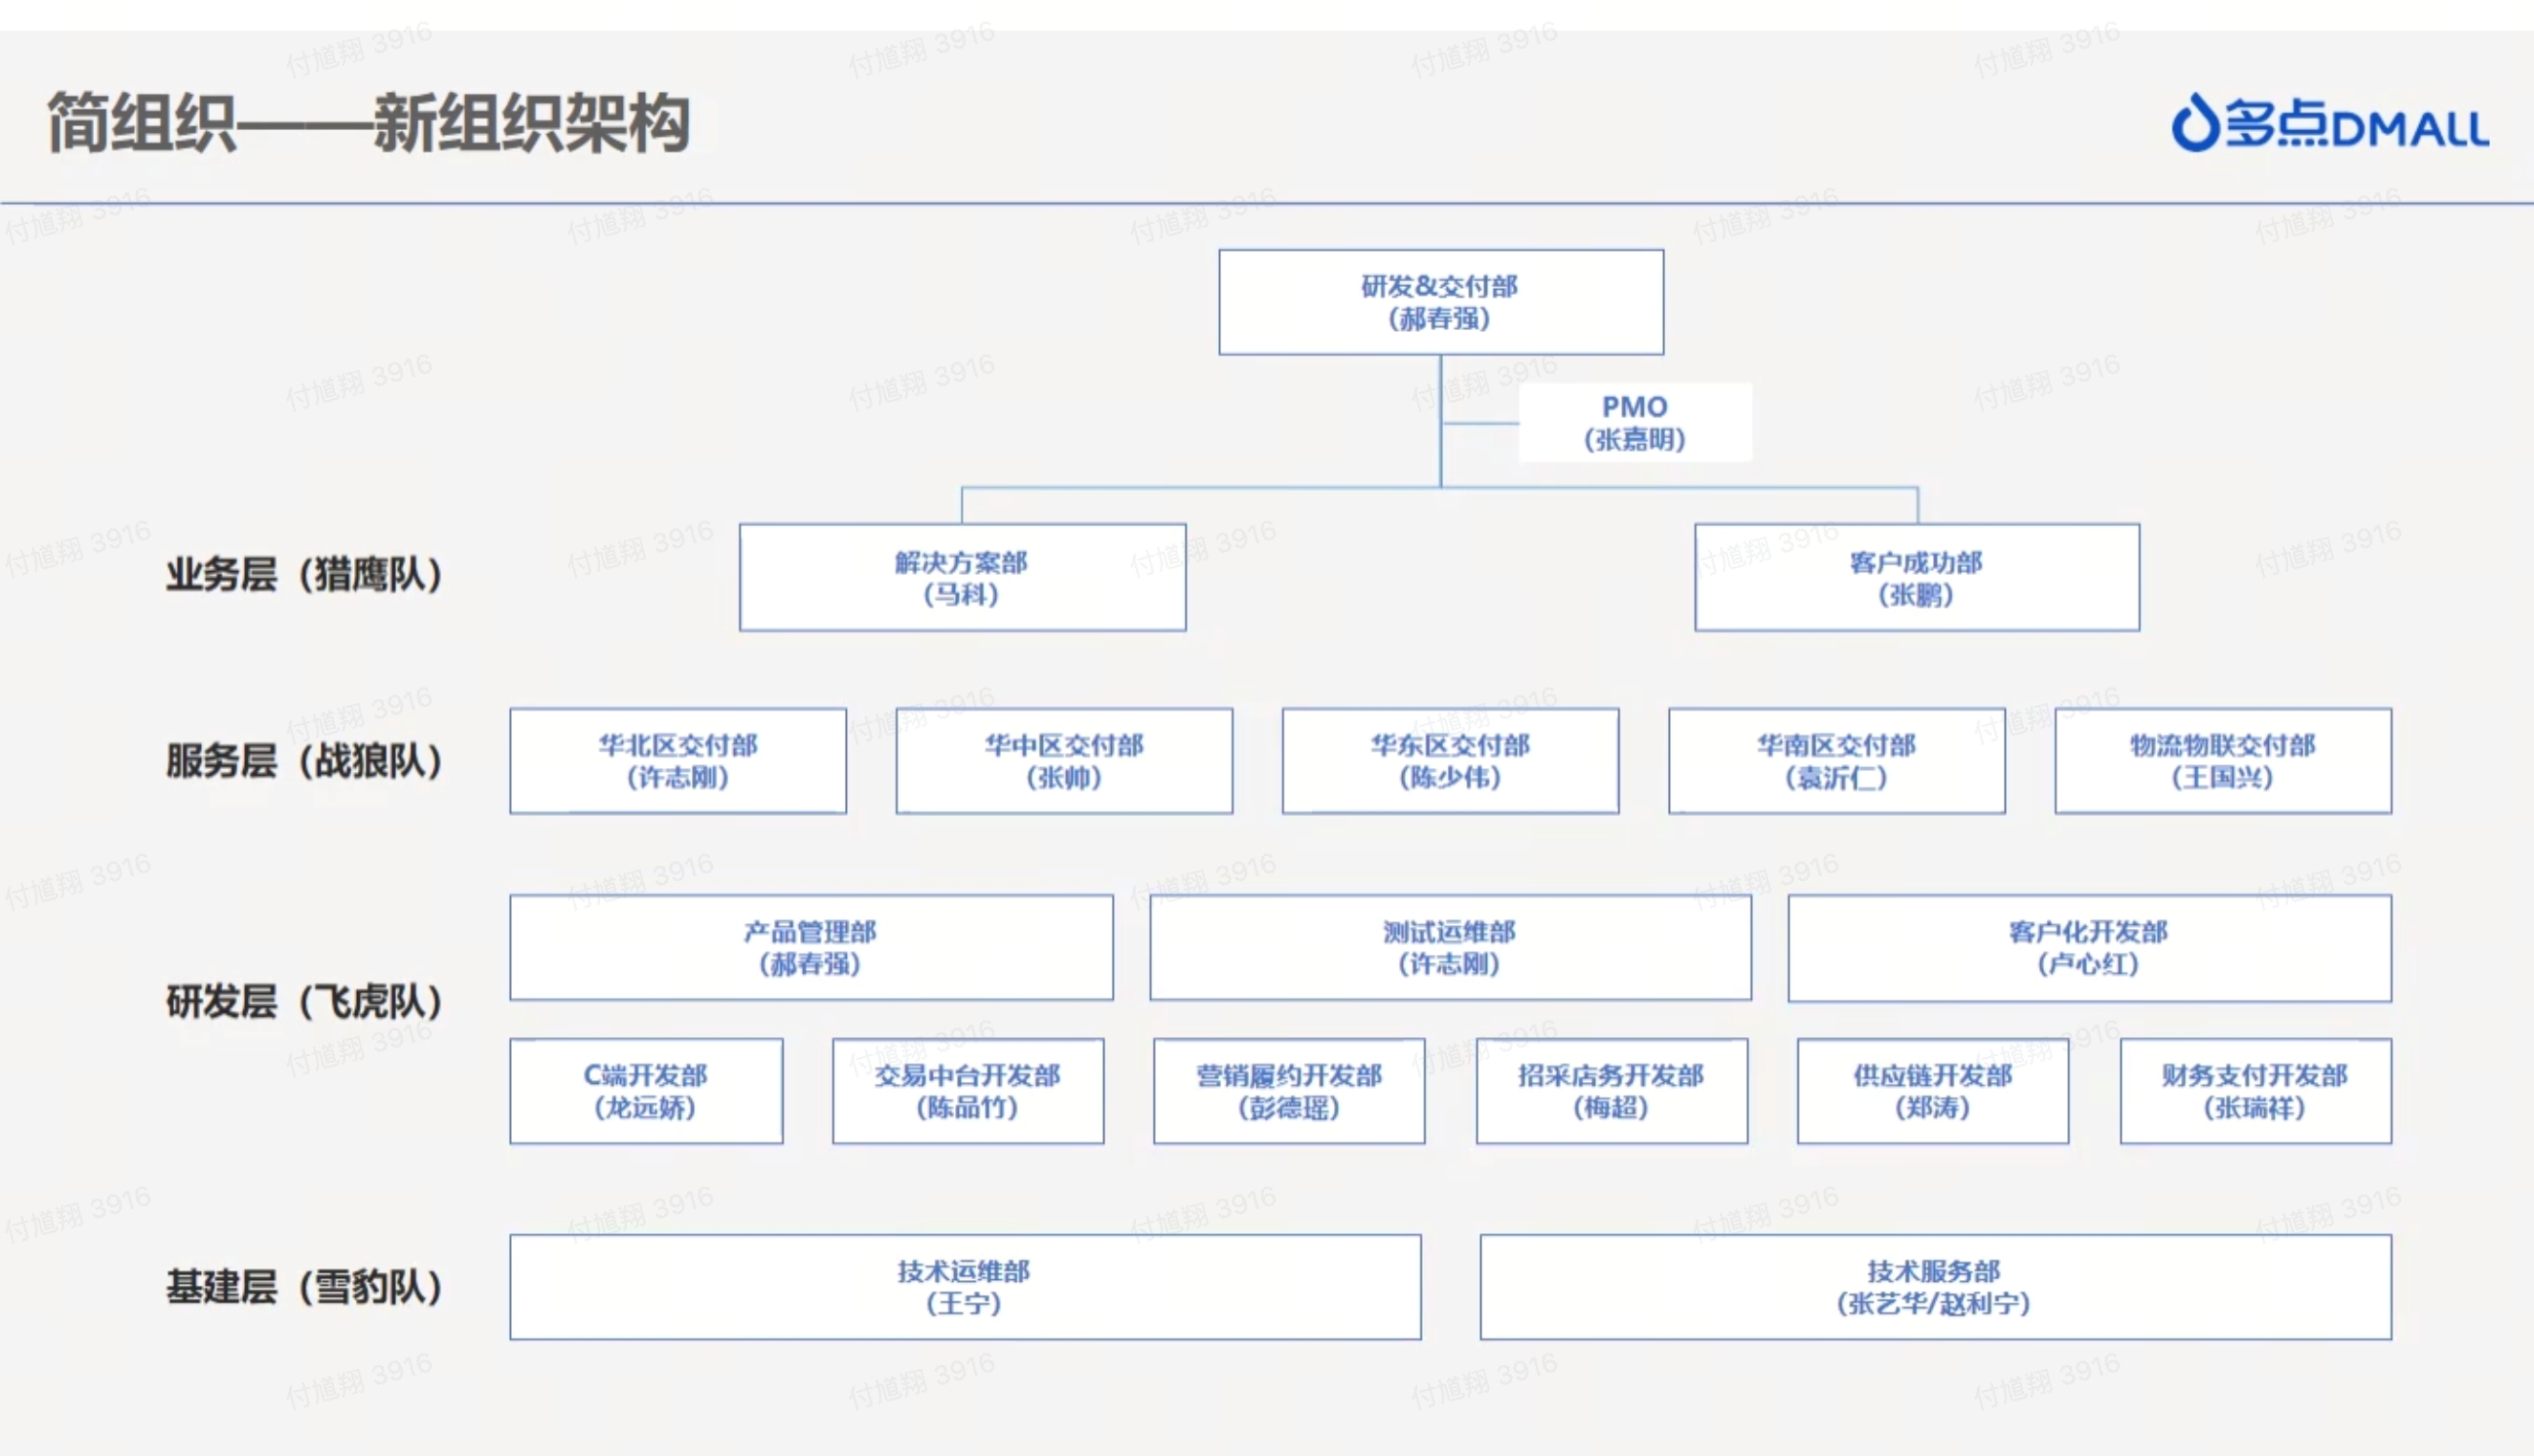 简组织——新组织架构
多点DMALL
研发&交付部
(郝春强)
PMO
(张嘉明)
业务层（猎鹰队）
解决方案部
(马科)
客户成功部
(张鹏)
服务层（战狼队）
华北区交付部
(许志刚)
华中区交付部
(张帅)
华东区交付部
(陈少伟)
华南区交付部
(袁沂仁)
物流物联交付部
(王国兴)
研发层（飞虎队）
产品管理部
(郝春强)
测试运维部
(许志刚)
客户化开发部
(卢心红)
C端开发部
(龙远娇)
交易中台开发部
(陈品竹)
营销履约开发部
(彭德瑶)
招采店务开发部
(梅超)
供应链开发部
(郑涛)
财务支付开发部
(张瑞祥)
基建层（雪豹队）
技术运维部
(王宁)
技术服务部
(张艺华/赵利宁)
付馗翔 3916